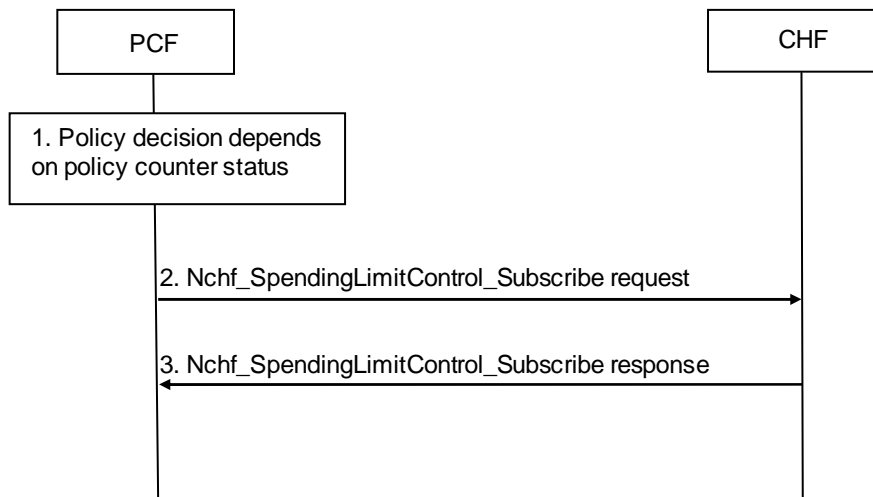 PCF
CHF
1. Policy decision depends
on policy counter status
2. Nchf_SpendingLimitControl_Subscribe request
3. Nchf_SpendingLimitControl_Subscribe response